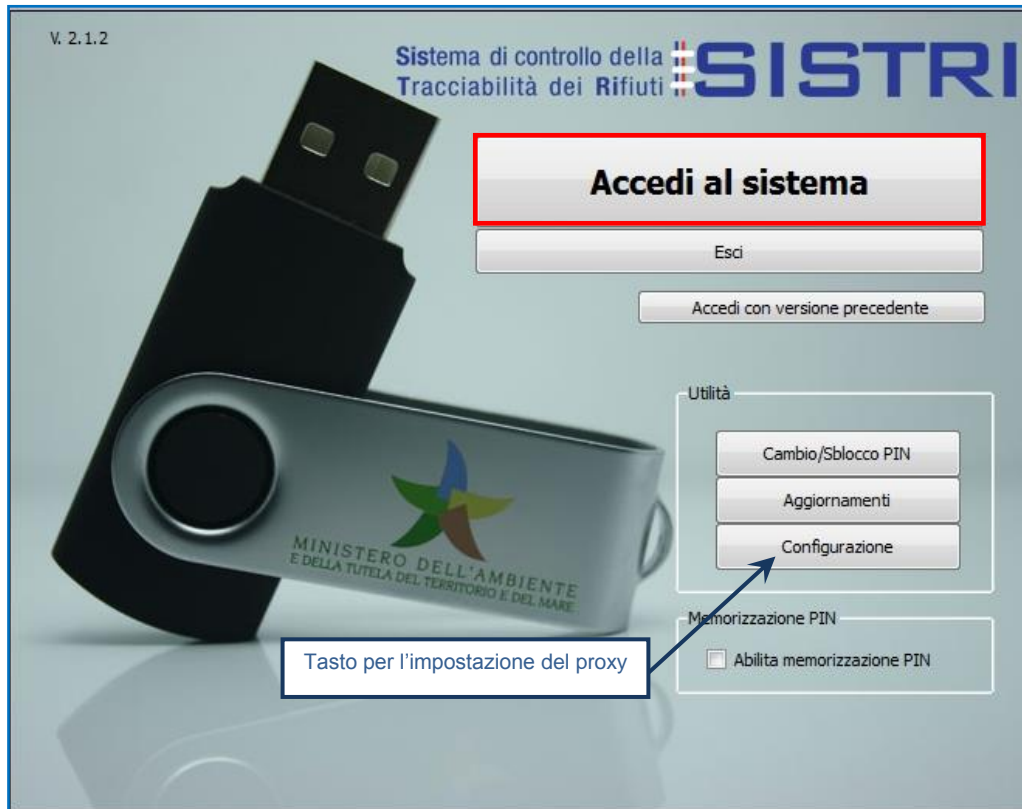 V. 2.1.2
Sistema di controllo della
Tracciabilità dei Rifiuti
SISTRI
Accedi al sistema
Esci
Accedi con versione precedente
Utilità
Cambio/Sblocco PIN
Aggiornamenti
Configurazione
MINISTERO DELL'AMBIENTE
E DELLA TUTELA DEL TERRITORIO E DEL MARE
Memorizzazione PIN
Tasto per l’impostazione del proxy
Abilita memorizzazione PIN